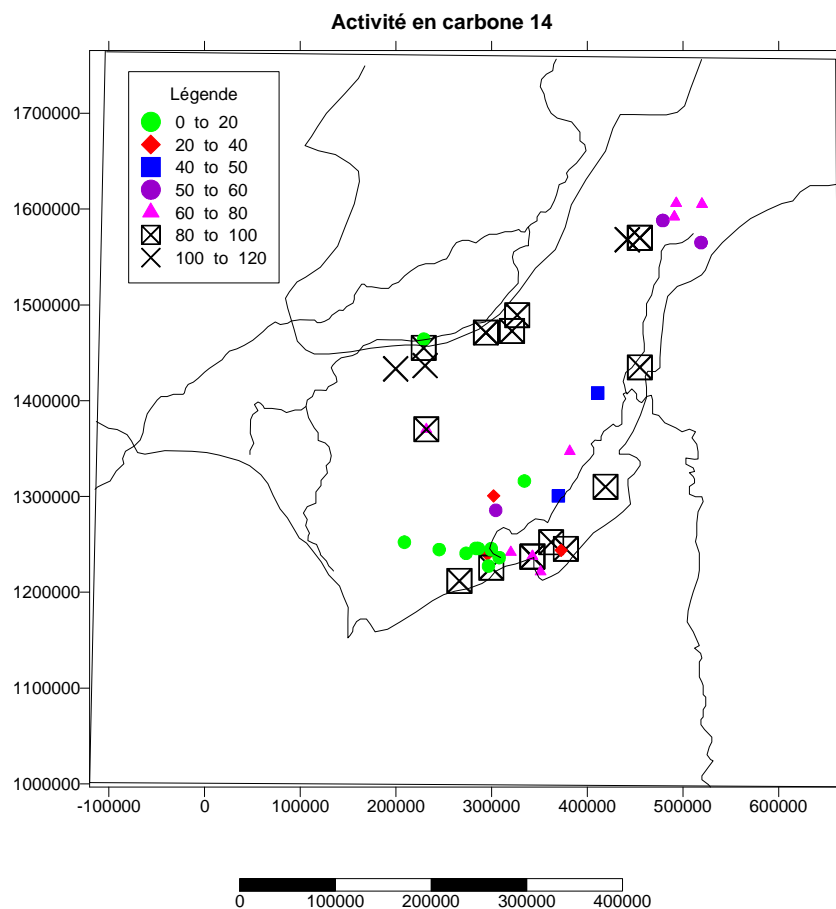 Activité en carbone 14
Légende
0 to 20
20 to 40
40 to 50
50 to 60
60 to 80
80 to 100
100 to 120
1700000
1600000
1500000
1400000
1300000
1200000
1100000
1000000
-100000 0 100000 200000 300000 400000 500000 600000
0 100000 200000 300000 400000